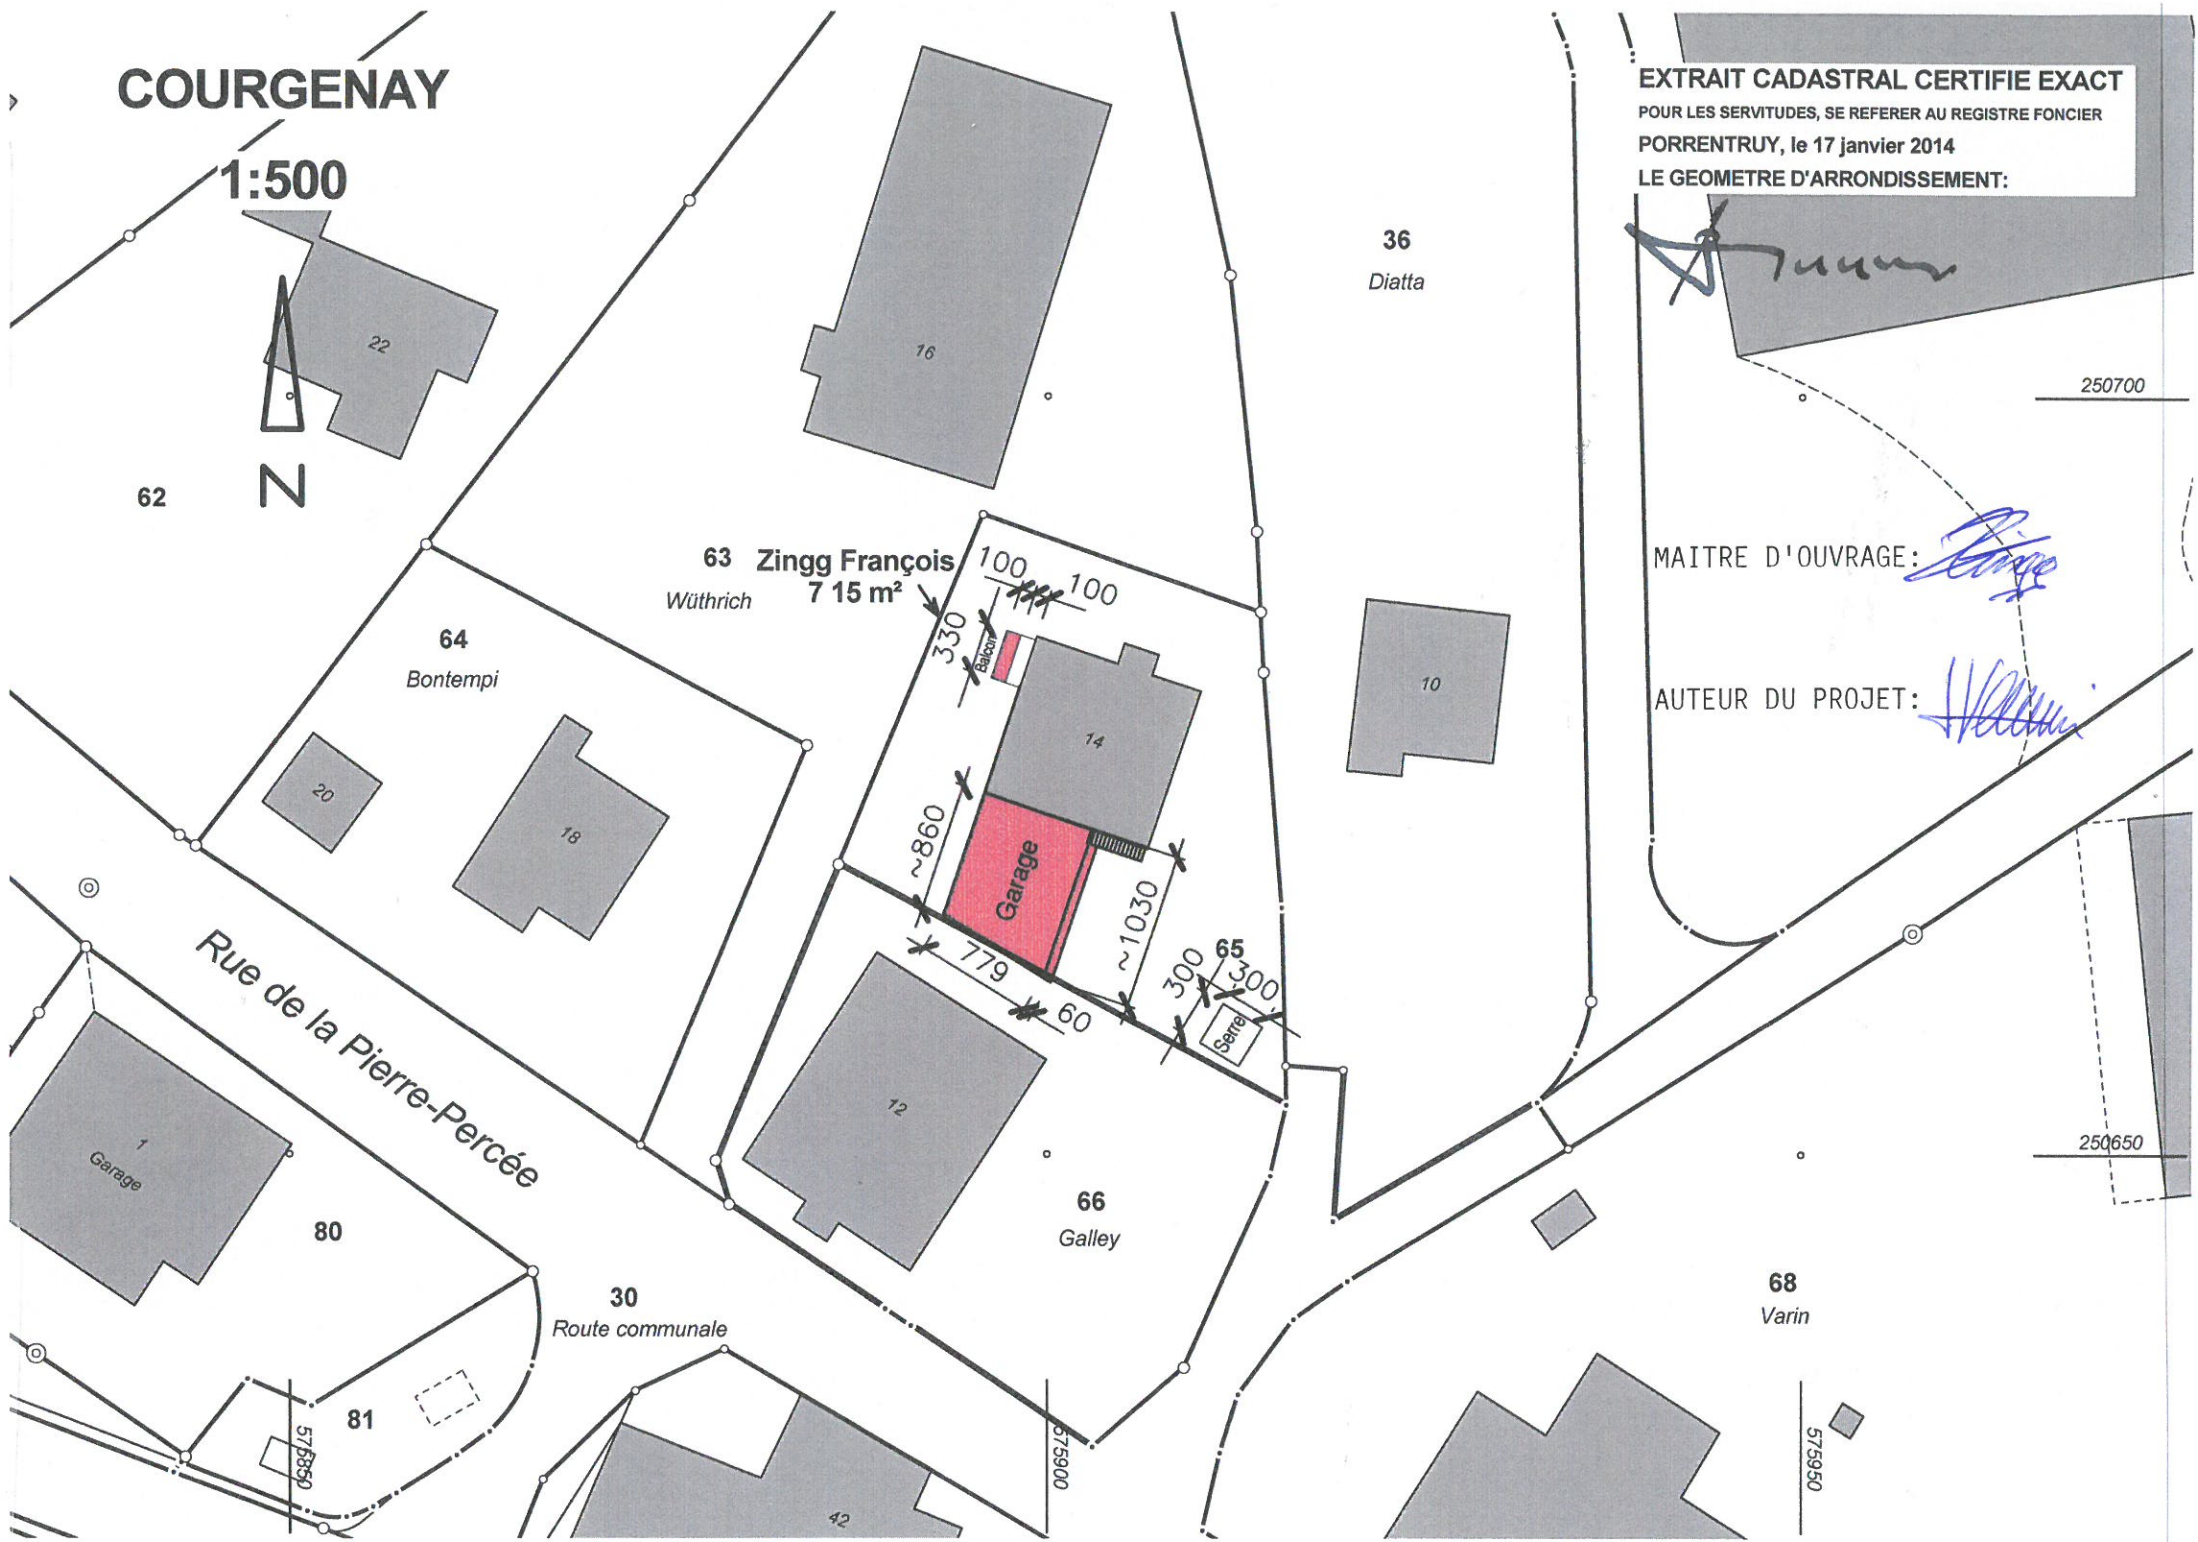 COURGENAY
1:500
EXTRAIT CADASTRAL CERTIFIE EXACT
POUR LES SERVITUDES, SE REFERER AU REGISTRE FONCIER
PORRENTRUY, le 17 janvier 2014
LE GEOMETRE D'ARRONDISSEMENT:
36
Diatta
22
16
250700
N
62
63
Wüthrich
Zingg François
7 15 m²
100
100
330
Balcon
MAITRE D'OUVRAGE:
64
Bontempi
10
AUTEUR DU PROJET:
14
20
18
~860
Garage
~1030
779
60
65
300
300
Serre
Rue de la Pierre-Percée
12
1
Garage
250650
66
Galley
80
30
Route communale
68
Varin
81
575850
575900
575950
42